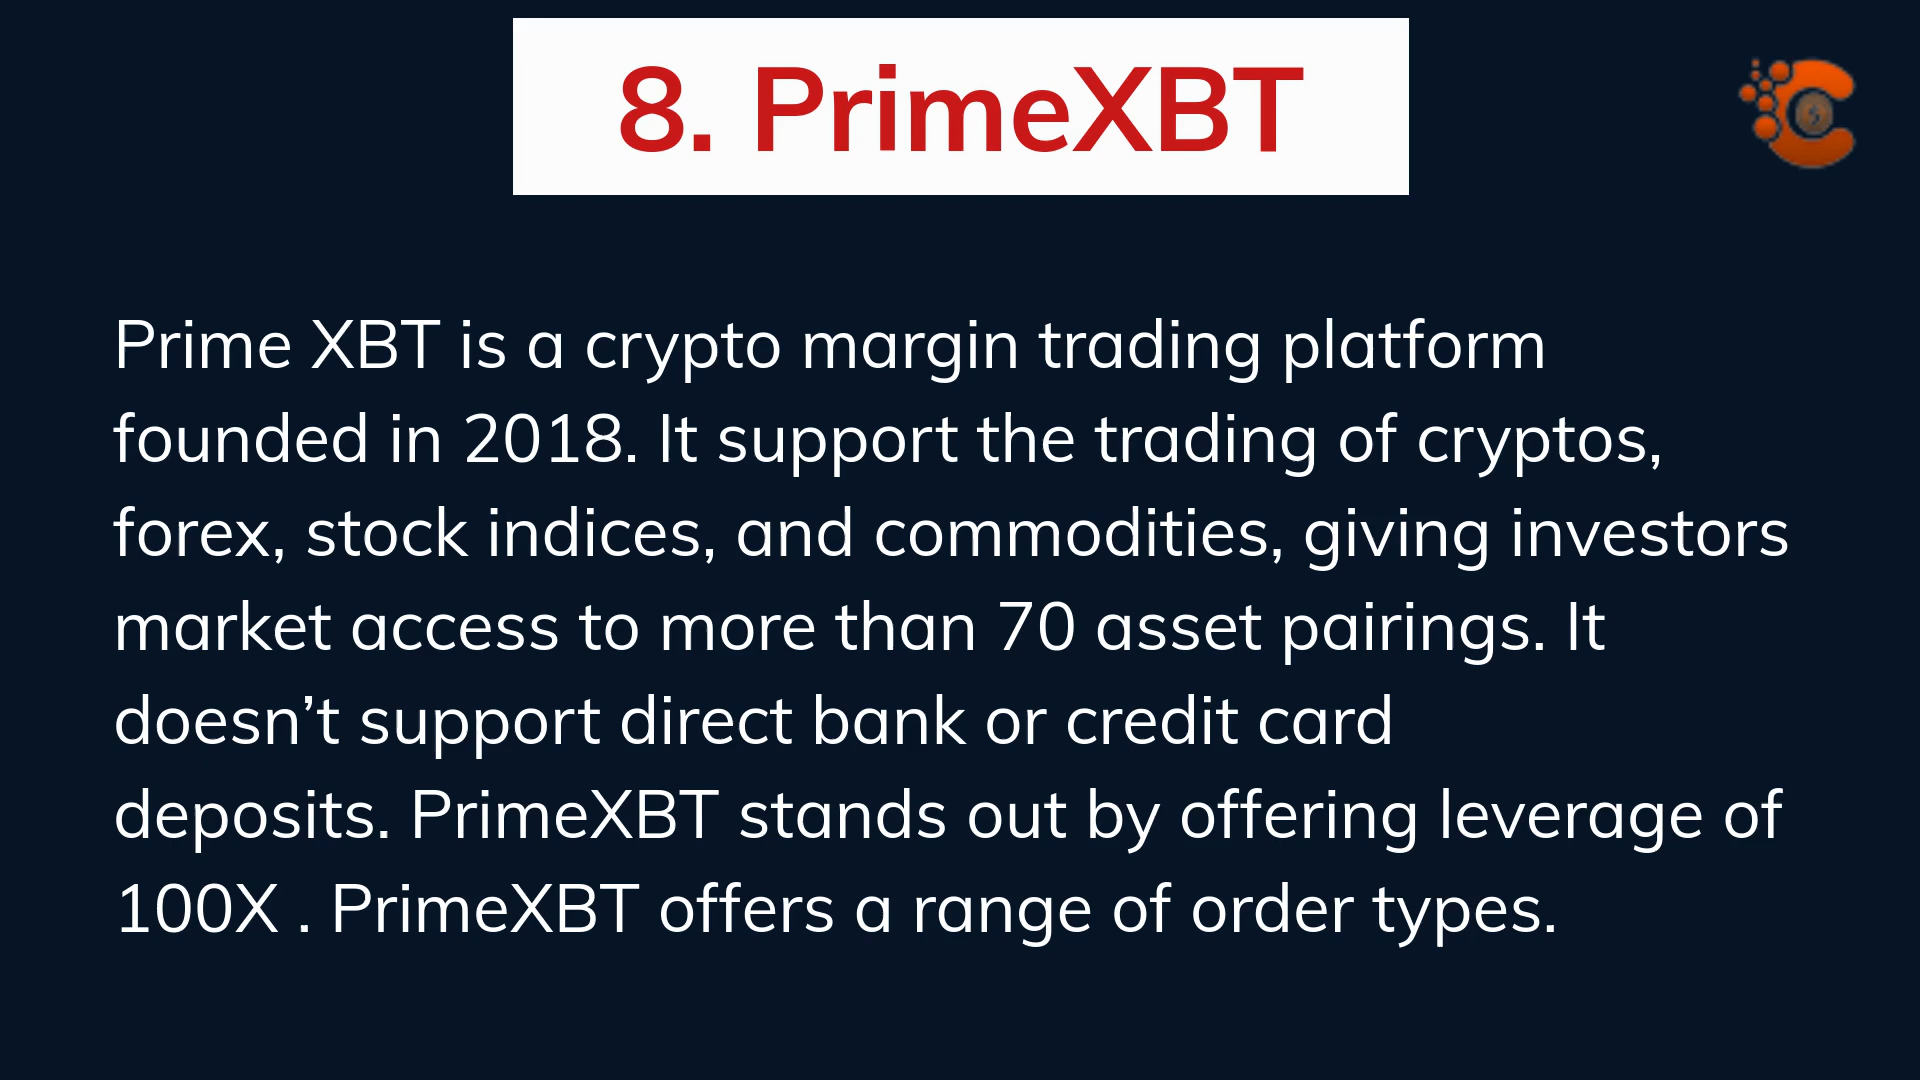 8. PrimeXBT
Prime XBT is a crypto margin trading platform
founded in 2018. It support the trading of cryptos,
forex, stock indices, and commodities, giving investors
market access to more than 70 asset pairings. It
doesn’t support direct bank or credit card
deposits. PrimeXBT stands out by offering leverage of
100X . PrimeXBT offers a range of order types.